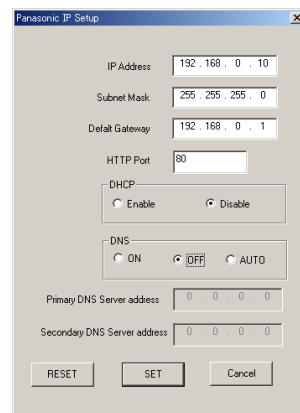 Panasonic IP Setup
IP Address 192 . 168 . 0 . 10
Subnet Mask 255 . 255 . 255 . 0
Defalt Gateway 192 . 168 . 0 . 1
HTTP Port 80
DHCP
Enable Disable
DNS
ON OFF AUTO
Primary DNS Server address 0 . 0 . 0 . 0
Secondary DNS Server address 0 . 0 . 0 . 0
RESET SET Cancel